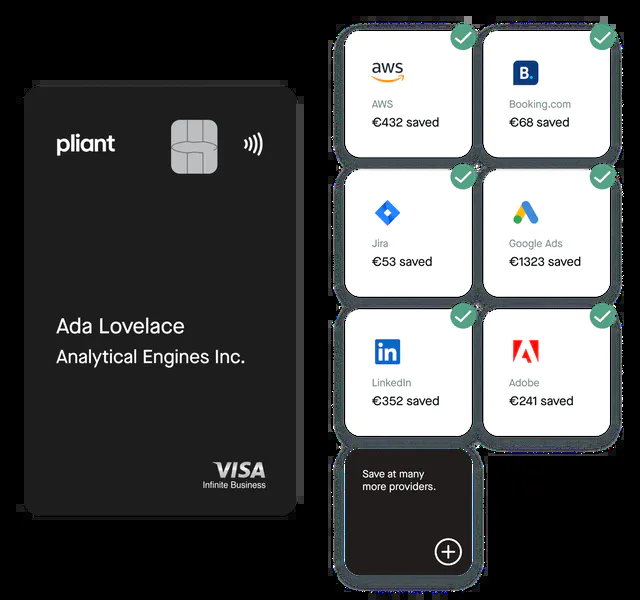 pliant
Ada Lovelace
Analytical Engines Inc.
VISA
Infinite Business
aws
AWS
€432 saved
B.
Booking.com
€68 saved
Jira
€53 saved
Google Ads
€1323 saved
in
LinkedIn
€352 saved
Adobe
€241 saved
Save at many
more providers.